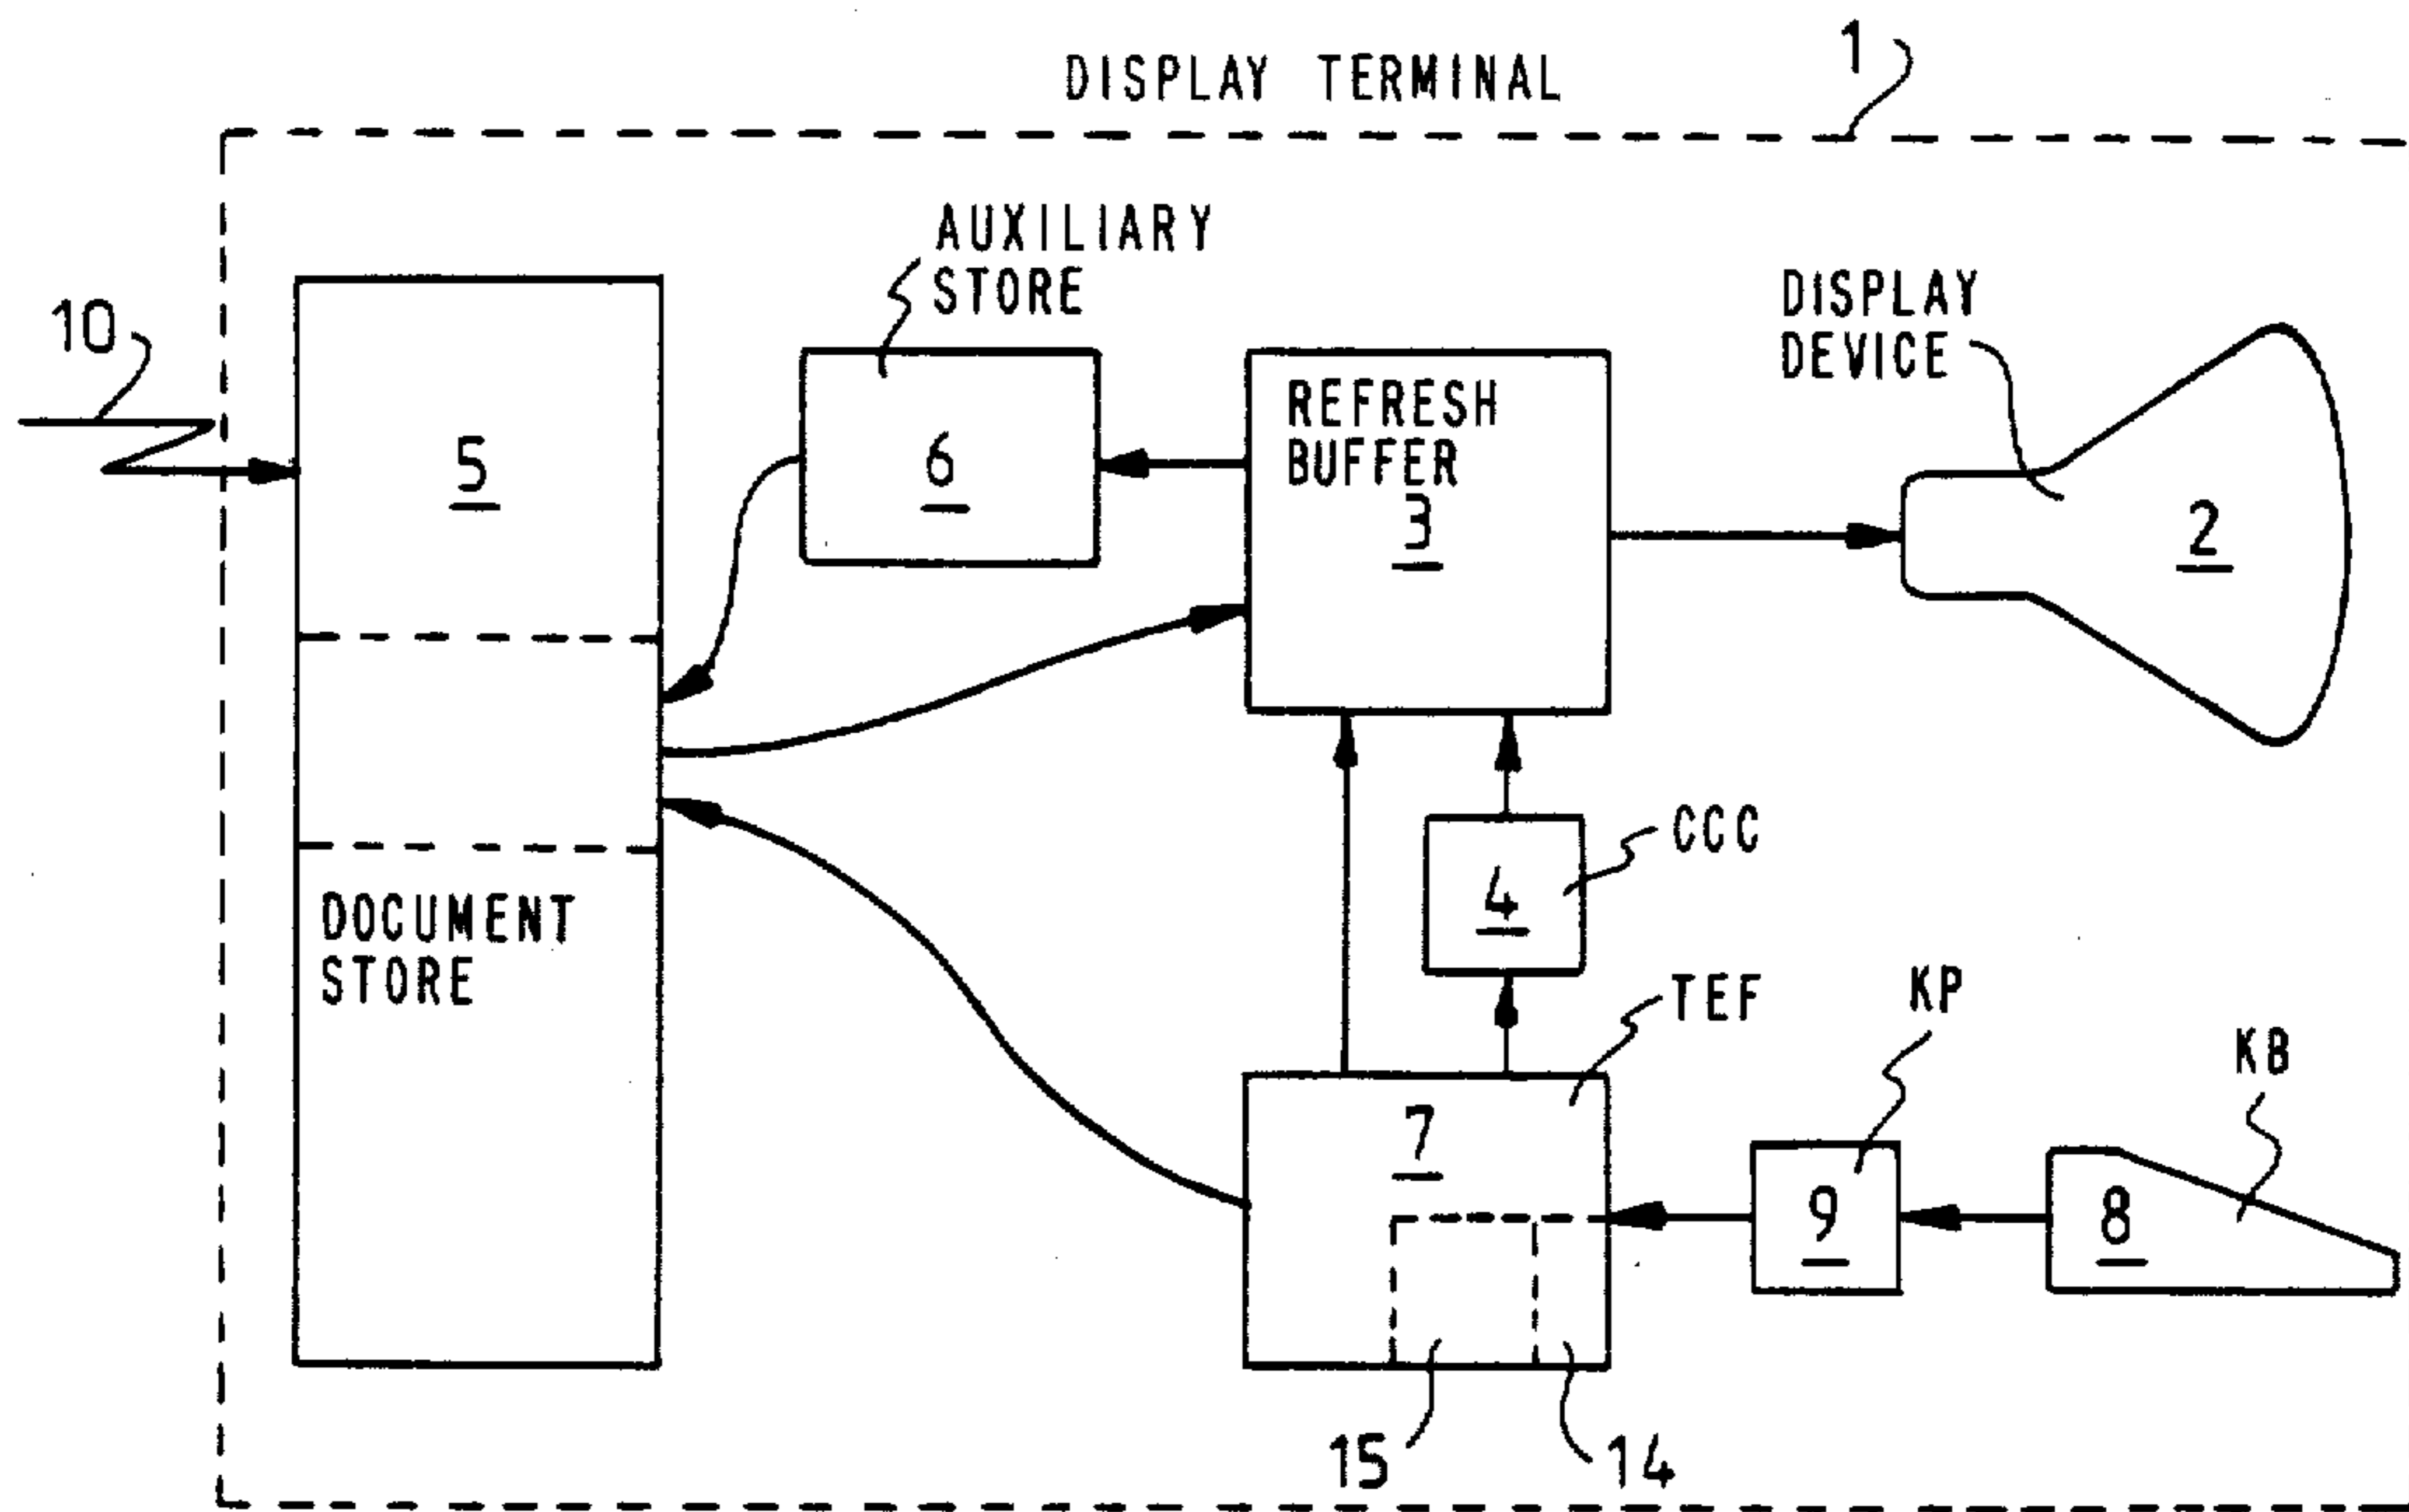 DISPLAY TERMINAL
1
AUXILIARY
STORE
DISPLAY
DEVICE
10
5
6
REFRESH
BUFFER
3
2
CCC
4
DOCUMENT
STORE
TEF
KP
KB
7
9
8
15
14